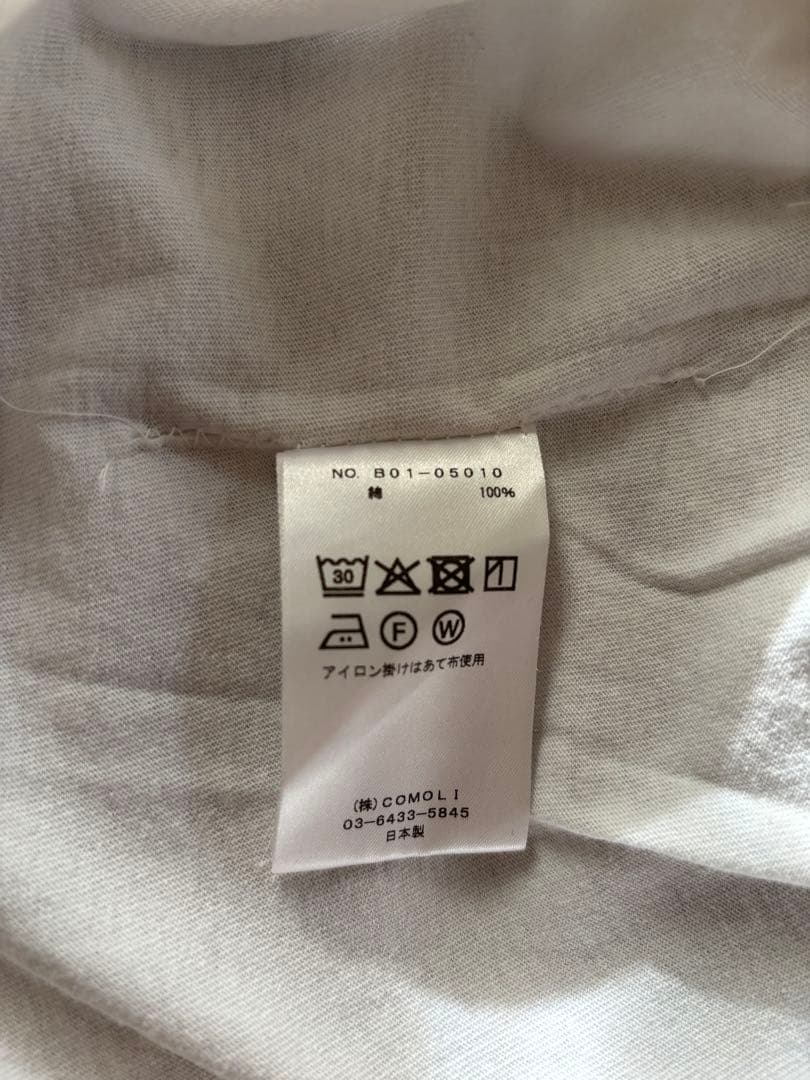 NO. B01-05010
綿 100%
30
F W
アイロン掛けはあて布使用
(株)COMOLI
03-6433-5845
日本製